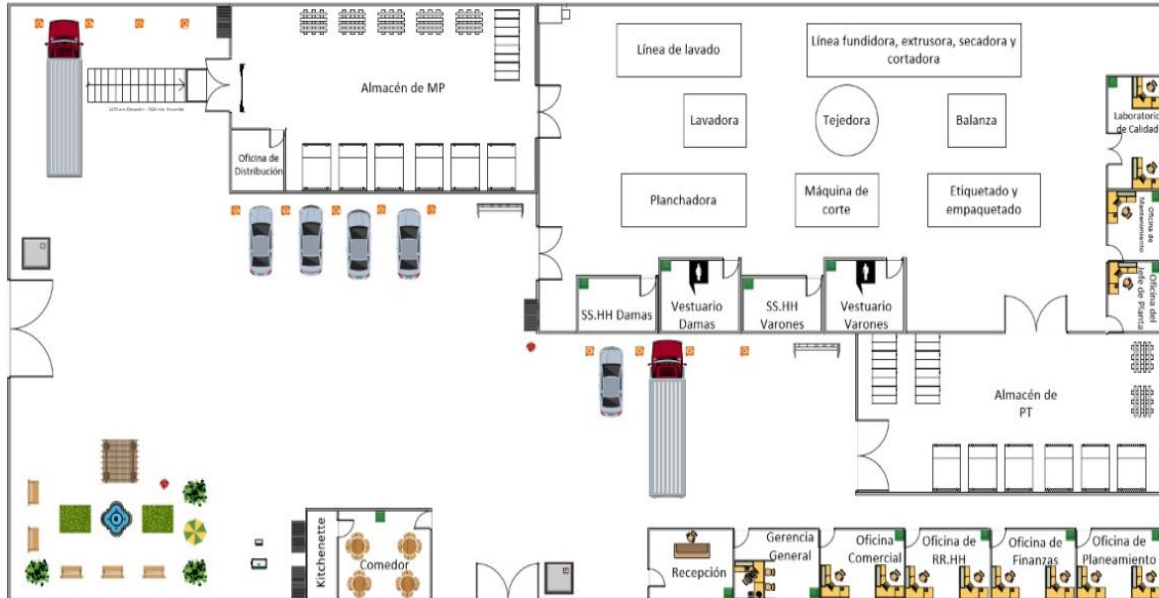 Almacén de MP
Oficina de
Distribución
Línea de lavado
Línea fundidora, extrusora, secadora y
cortadora
Lavadora
Tejedora
Balanza
Planchadora
Máquina de
corte
Etiquetado y
empaquetado
Laboratorio
de Calidad
Oficina de
Mantenimiento
Oficina del
Jefe de Planta
SS.HH Damas
Vestuario
Damas
SS.HH
Varones
Vestuario
Varones
Almacén de
PT
Kitchenette
Comedor
Recepción
Gerencia
General
Oficina
Comercial
Oficina de
RR.HH
Oficina de
Finanzas
Oficina de
Planeamiento